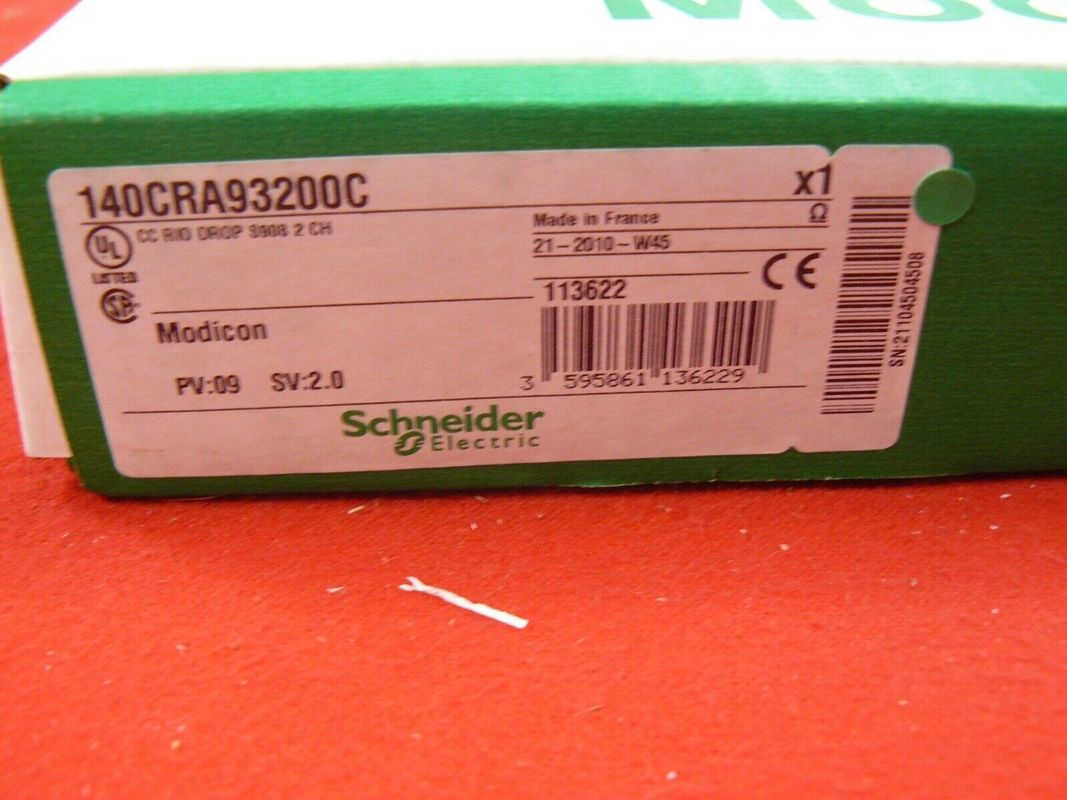 140CRA93200C
x1
UL
LISTED
CC RIO DROP S908 2 CH
Made in France
Ω
21-2010-W45
CE
113622
Modicon
PV:09 SV:2.0
3 595861 136229
Schneider
Electric
SN:21104504508